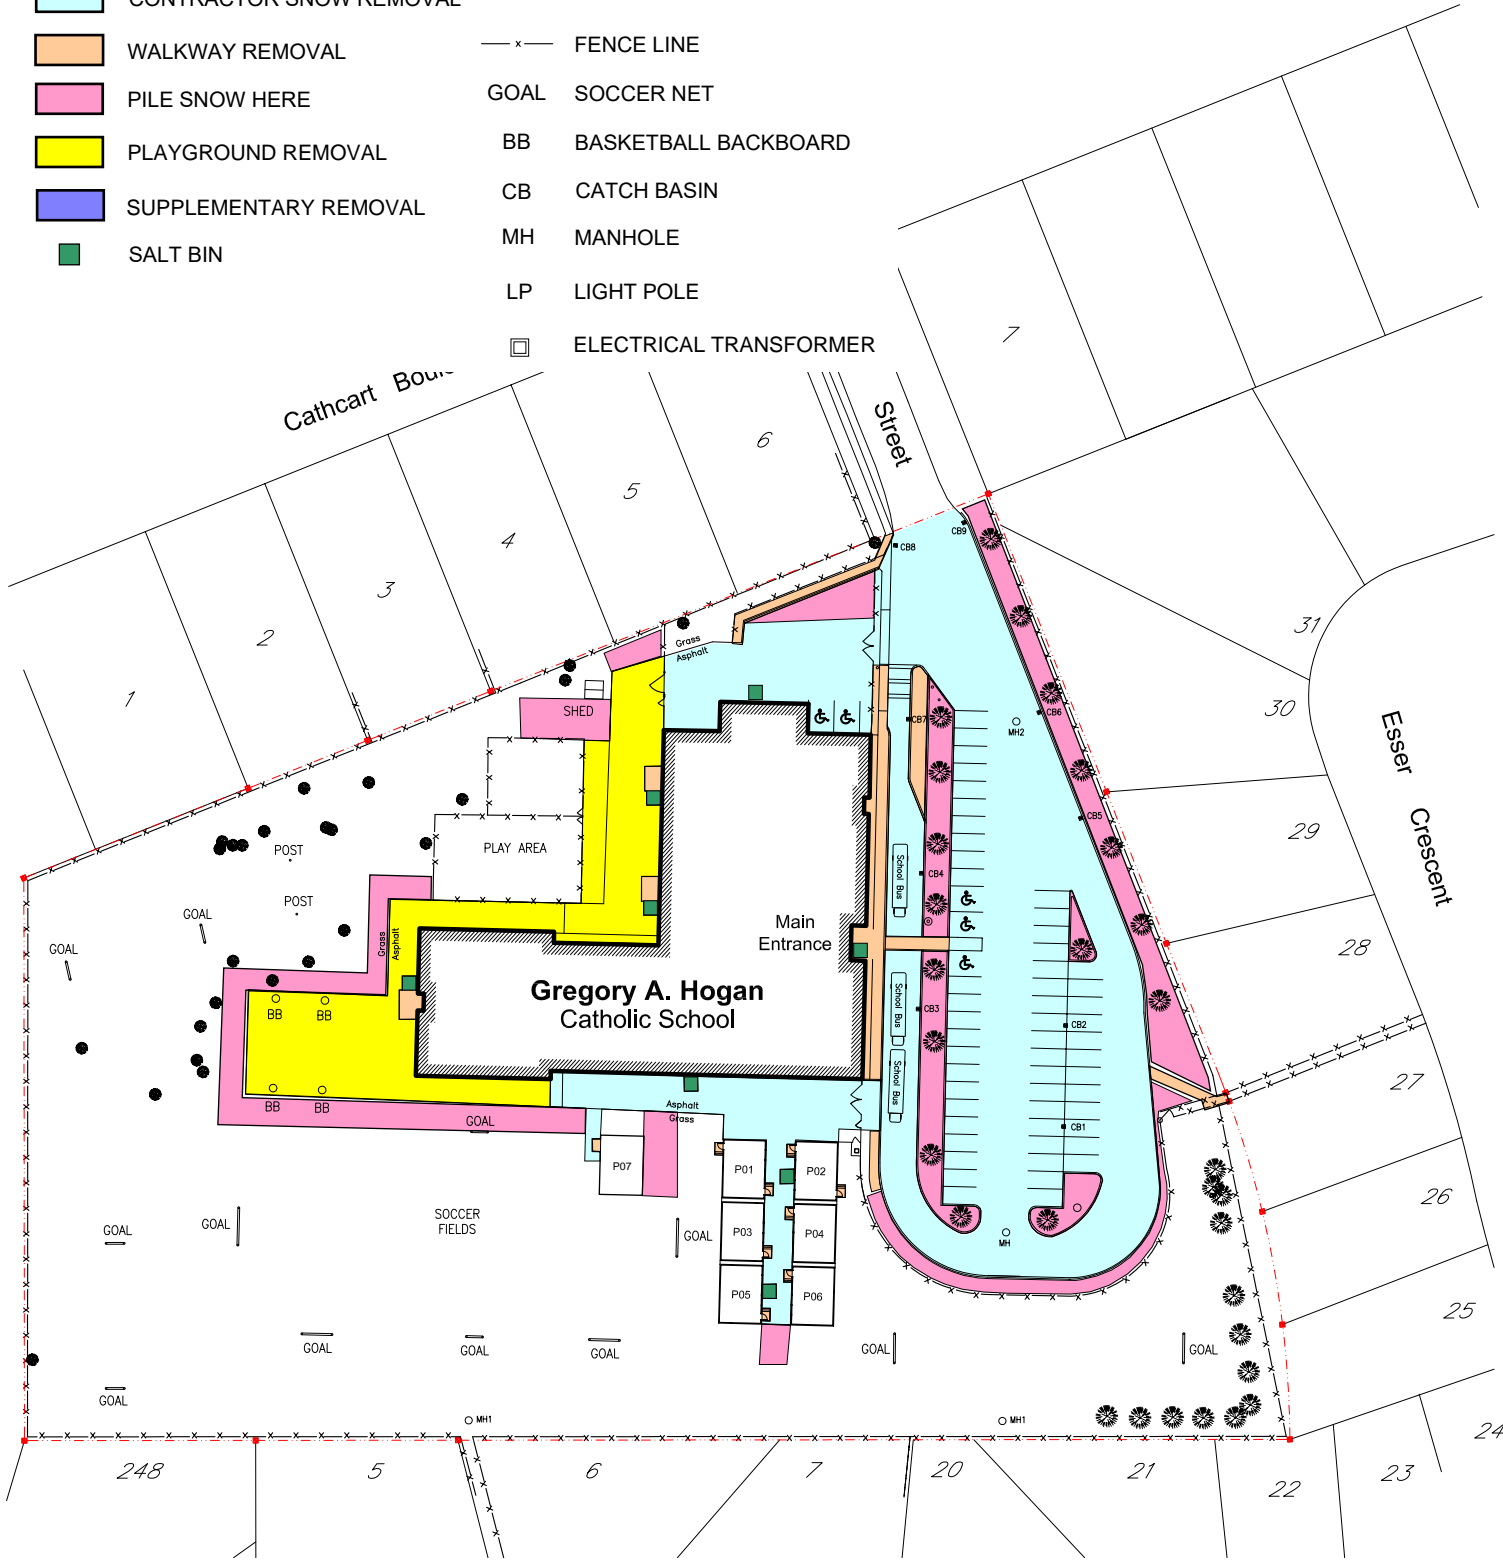 CONTRACTOR SNOW REMOVAL
WALKWAY REMOVAL
PILE SNOW HERE
PLAYGROUND REMOVAL
SUPPLEMENTARY REMOVAL
SALT BIN
x FENCE LINE
GOAL SOCCER NET
BB BASKETBALL BACKBOARD
CB CATCH BASIN
MH MANHOLE
LP LIGHT POLE
ELECTRICAL TRANSFORMER
Cathcart
Street
Esser Crescent
7
6
5
4
3
2
1
31
30
29
28
27
26
25
24
23
22
21
20
7
6
5
248
CB9
CB8
Grass
Asphalt
SHED
CB7
CB6
MH2
CB5
PLAY AREA
POST
POST
GOAL
GOAL
Grass
Asphalt
School Bus
CB4
Main
Entrance
Gregory A. Hogan
Catholic School
School Bus
CB3
CB2
School Bus
CB1
BB
BB
BB
BB
Asphalt
Grass
GOAL
P07
P01
P02
P03
P04
P05
P06
SOCCER
FIELDS
GOAL
GOAL
GOAL
MH
GOAL
GOAL
GOAL
GOAL
GOAL
GOAL
MH1
MH1